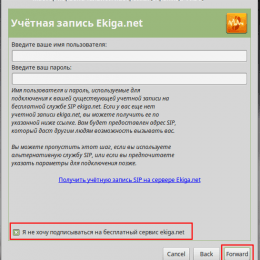 Учётная запись Ekiga.net
Введите ваше имя пользователя:
Введите ваш пароль:
Имя пользователя и пароль, используемые для
подключения к вашей существующей учетной записи на
бесплатной службе SIP ekiga.net. Если у вас еще нет
учетной записи ekiga.net, вы можете получить ее по
указанной ниже ссылке. Вам будет предоставлен адрес SIP,
который даст другим людям возможность вызывать вас.
Вы можете пропустить этот шаг, если вы используете
альтернативную службу SIP, или если вы предпочитаете
указать параметры для подключения позже.
Получить учётную запись SIP на сервере Ekiga.net
Я не хочу подписываться на бесплатный сервис ekiga.net
Cancel Back Forward